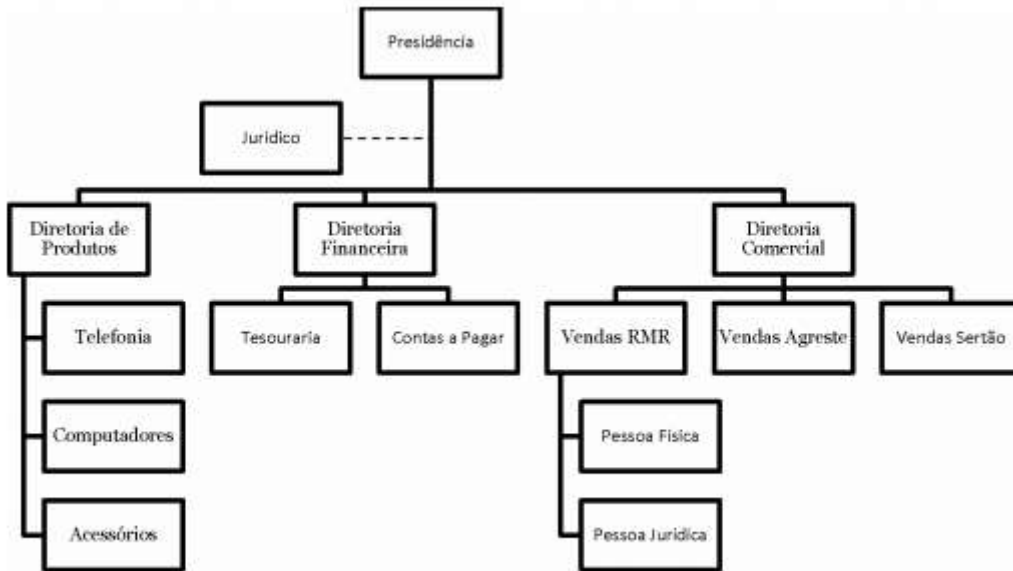 Presidência
Jurídico
Diretoria de
Produtos
Diretoria
Financeira
Diretoria
Comercial
Telefonia
Tesouraria
Contas a Pagar
Vendas RMR
Vendas Agreste
Vendas Sertão
Computadores
Pessoa Física
Acessórios
Pessoa Jurídica